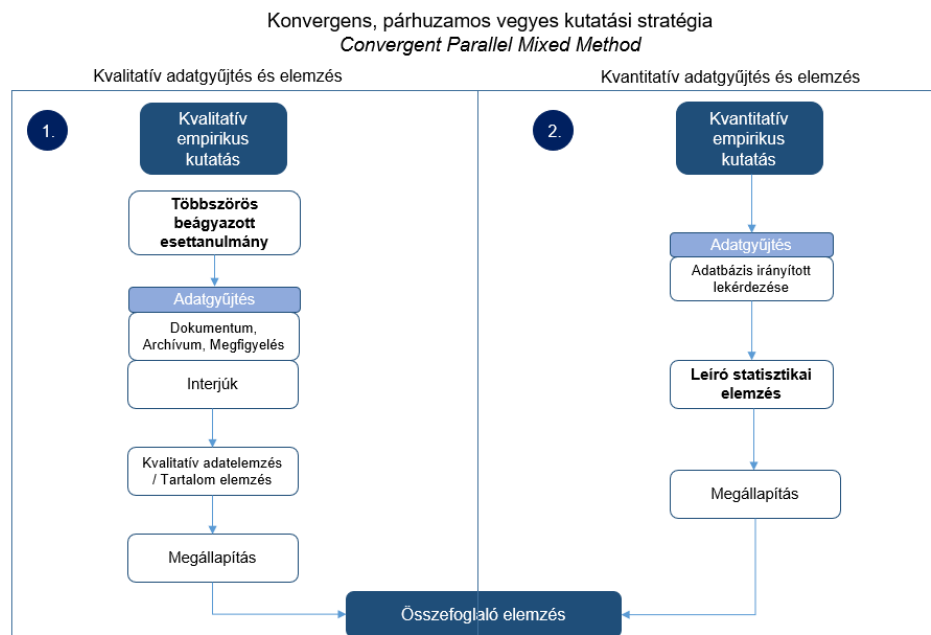 Konvergens, párhuzamos vegyes kutatási stratégia
Convergent Parallel Mixed Method
Kvalitatív adatgyűjtés és elemzés
1.
Kvalitatív
empirikus
kutatás
Többszörös
beágyazott
esettanulmány
Adatgyűjtés
Dokumentum,
Archívum, Megfigyelés
Interjúk
Kvalitatív adatelemzés
/ Tartalom elemzés
Megállapítás
Kvantitatív adatgyűjtés és elemzés
2.
Kvantitatív
empirikus
kutatás
Adatgyűjtés
Adatbázis irányított
lekérdezése
Leíró statisztikai
elemzés
Megállapítás
Összefoglaló elemzés